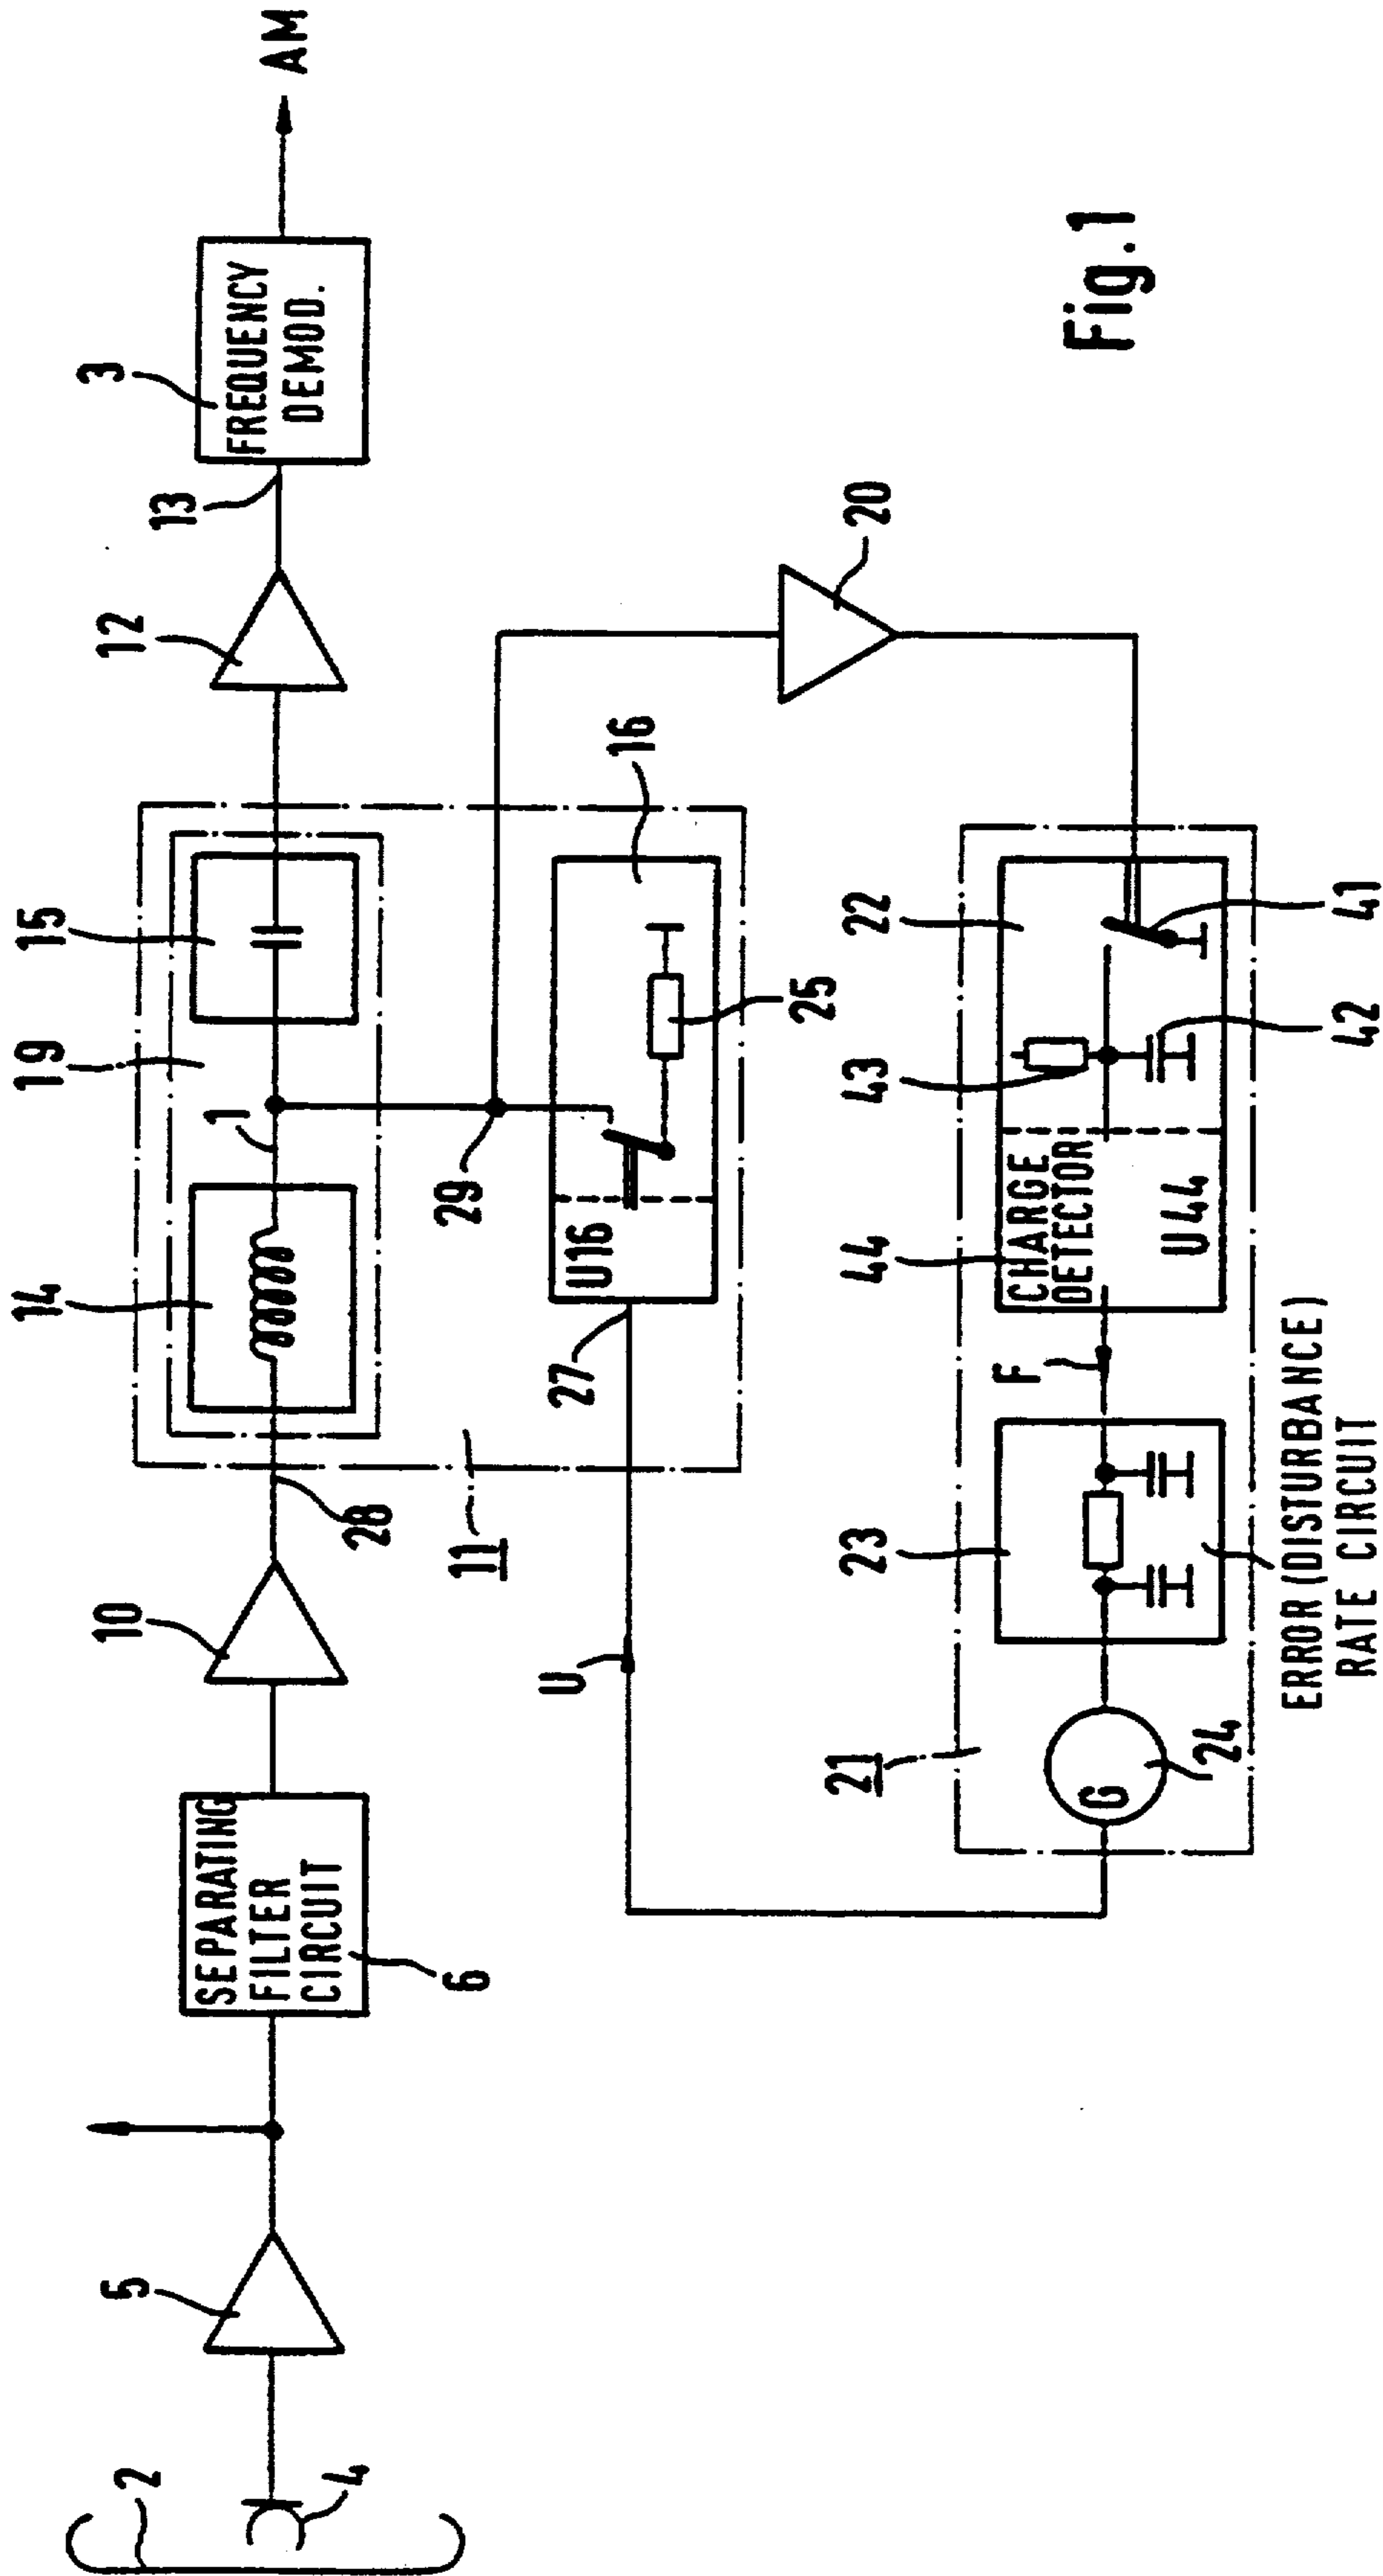 2
4
5
SEPARATING
FILTER
CIRCUIT
6
10
28
11
14
1
19
15
12
13
3
FREQUENCY
DEMOD.
AM
29
U16
27
16
25
20
U
21
G
24
23
ERROR (DISTURBANCE)
RATE CIRCUIT
F
44
CHARGE
DETECTOR
U44
43
42
22
41
Fig.1